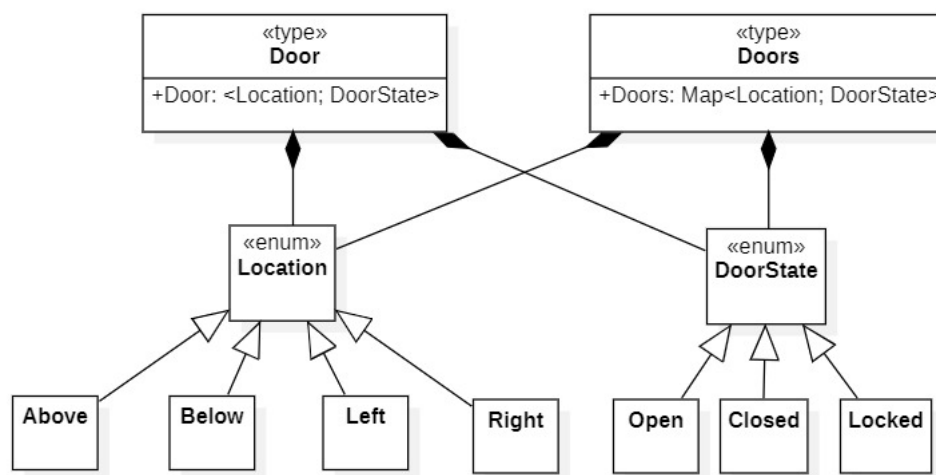 «type»
Door
+Door: <Location; DoorState>
«type»
Doors
+Doors: Map<Location; DoorState>
«enum»
Location
«enum»
DoorState
Above
Below
Left
Right
Open
Closed
Locked